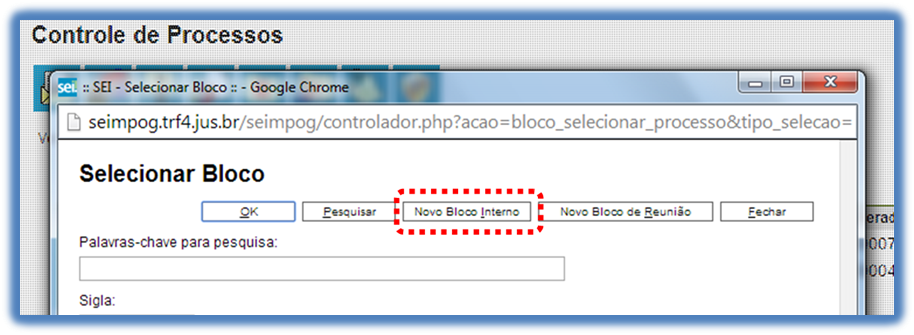 Controle de Processos
sei. :: SEI - Selecionar Bloco :: - Google Chrome
seimpog.trf4.jus.br/seimpog/controlador.php?acao=bloco_selecionar_processo&tipo_selecao=
Selecionar Bloco
OK Pesquisar Novo Bloco Interno Novo Bloco de Reunião Fechar
Palavras-chave para pesquisa:
Sigla: